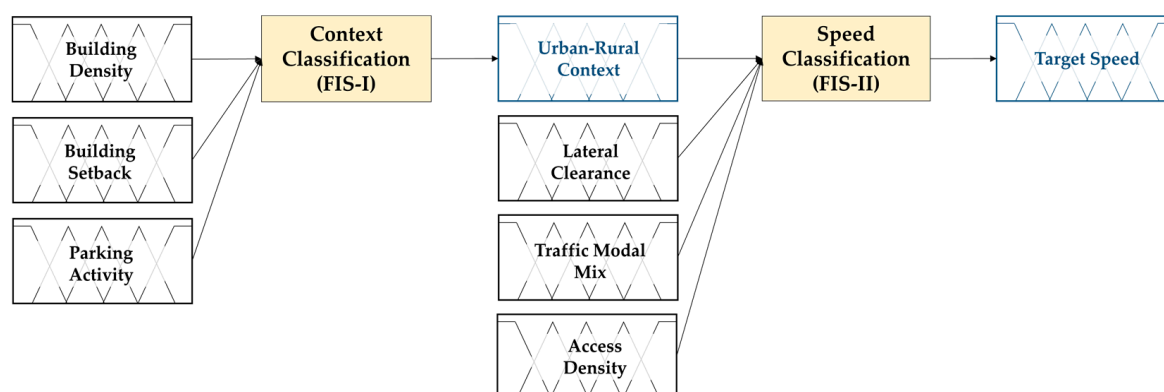 Building
Density
Context
Classification
(FIS-I)
Urban-Rural
Context
Speed
Classification
(FIS-II)
Target Speed
Building
Setback
Lateral
Clearance
Parking
Activity
Traffic Modal
Mix
Access
Density